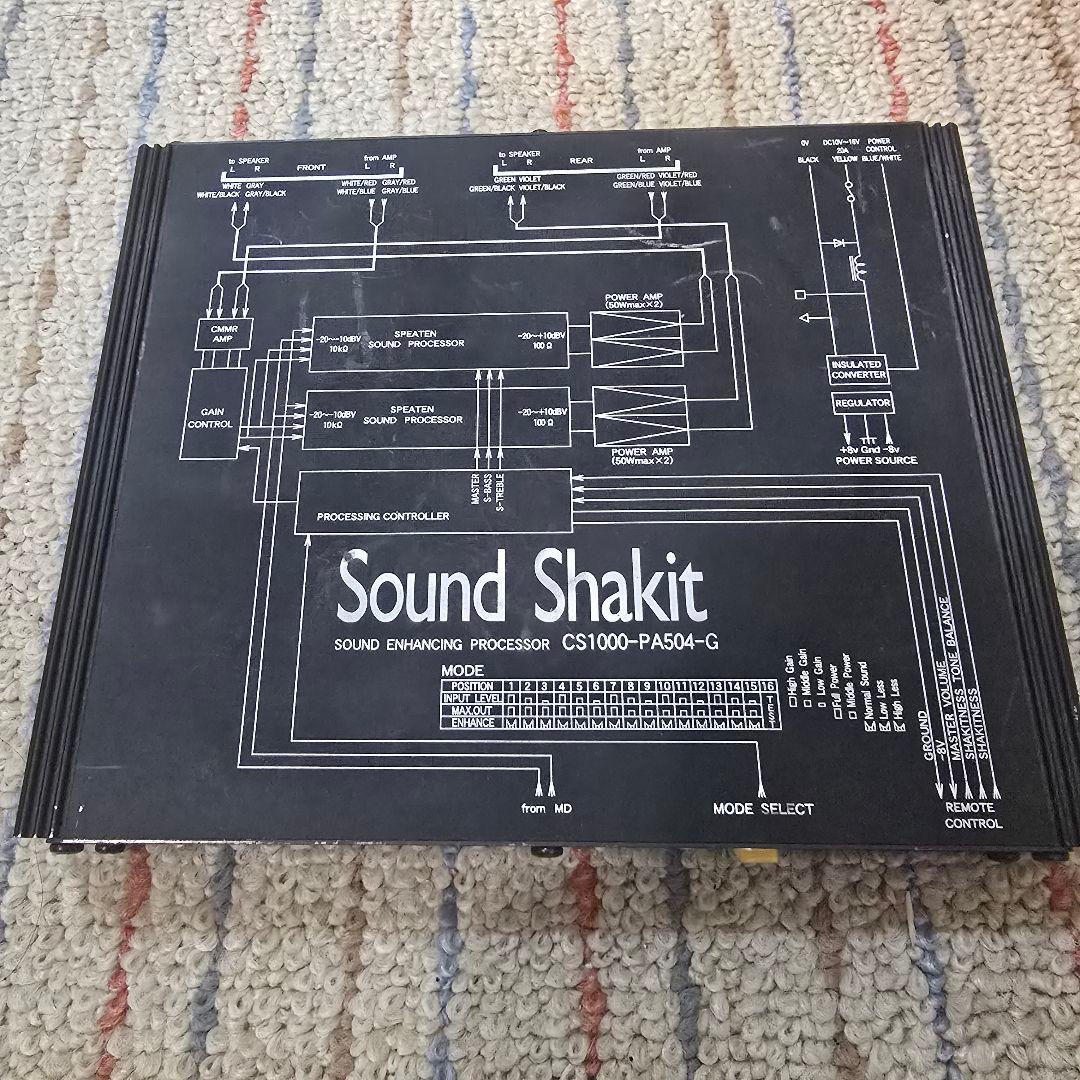 to SPEAKER
L R
FRONT
from AMP
L R
WHITE GRAY
WHITE/BLACK GRAY/BLACK
WHITE/RED GRAY/RED
WHITE/BLUE GRAY/BLUE
to SPEAKER
L R
REAR
from AMP
L R
GREEN VIOLET
GREEN/BLACK VIOLET/BLACK
GREEN/RED VIOLET/RED
GREEN/BLUE VIOLET/BLUE
0V DC10V~16V POWER
20A CONTROL
BLACK YELLOW BLUE/WHITE
CMMR
AMP
GAIN
CONTROL
-20~-10dBV
10kΩ
SPEATEN
SOUND PROCESSOR
-20~+10dBV
100Ω
POWER AMP
(50Wmax×2)
-20~-10dBV
10kΩ
SPEATEN
SOUND PROCESSOR
-20~+10dBV
100Ω
POWER AMP
(50Wmax×2)
INSULATED
CONVERTER
REGULATOR
+8v Gnd -8v
POWER SOURCE
MASTER
S-BASS
S-TREBLE
PROCESSING CONTROLLER
Sound Shakit
SOUND ENHANCING PROCESSOR CS1000-PA504-G
MODE
POSITION 1 2 3 4 5 6 7 8 9 10 11 12 13 14 15 16
INPUT LEVEL
MAX.OUT
ENHANCE
TEST
High Gain
Middle Gain
Low Gain
Full Power
Middle Power
Normal Sound
Low Less
High Less
GROUND
-8V
MASTER VOLUME
MASTER TONE BALANCE
SHAKITNESS
SHAKITNESS
from MD
MODE SELECT
REMOTE
CONTROL